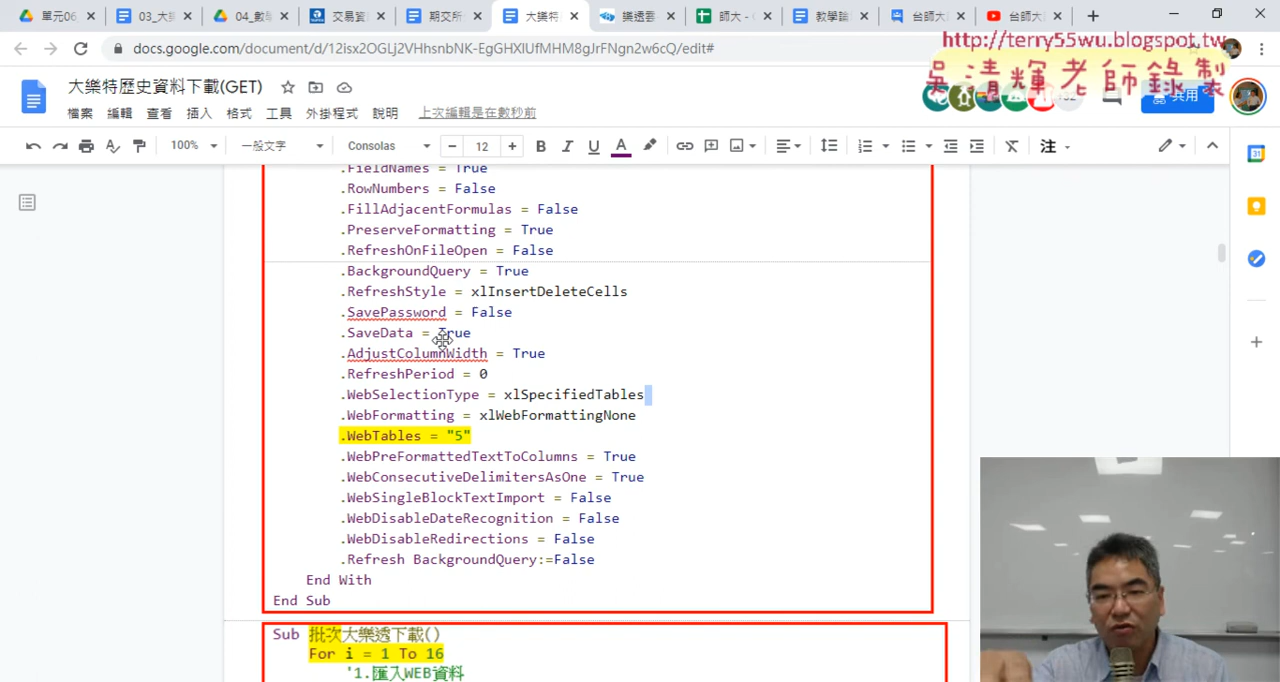 單元06
03_大樂
04_數學
交易資
期交所
大樂特
樂透雲
師大 -
教學論
台師大
台師大
docs.google.com/document/d/12isx2OGLj2VHhsnbNK-EgGHXIUfMHM8gJrFNgn2w6cQ/edit#
http://terry55wu.blogspot.tw
吳清輝老師錄製
大樂特歷史資料下載(GET)
共用
檔案 編輯 查看 插入 格式 工具 外掛程式 說明 上次編輯是在數秒前
100% 一般文字 Consolas 12 注
.FieldNames = True
.RowNumbers = False
.FillAdjacentFormulas = False
.PreserveFormatting = True
.RefreshOnFileOpen = False
.BackgroundQuery = True
.RefreshStyle = xlInsertDeleteCells
.SavePassword = False
.SaveData = True
.AdjustColumnWidth = True
.RefreshPeriod = 0
.WebSelectionType = xlSpecifiedTables
.WebFormatting = xlWebFormattingNone
.WebTables = "5"
.WebPreFormattedTextToColumns = True
.WebConsecutiveDelimitersAsOne = True
.WebSingleBlockTextImport = False
.WebDisableDateRecognition = False
.WebDisableRedirections = False
.Refresh BackgroundQuery:=False
End With
End Sub
Sub 批次大樂透下載()
For i = 1 To 16
'1.匯入WEB資料